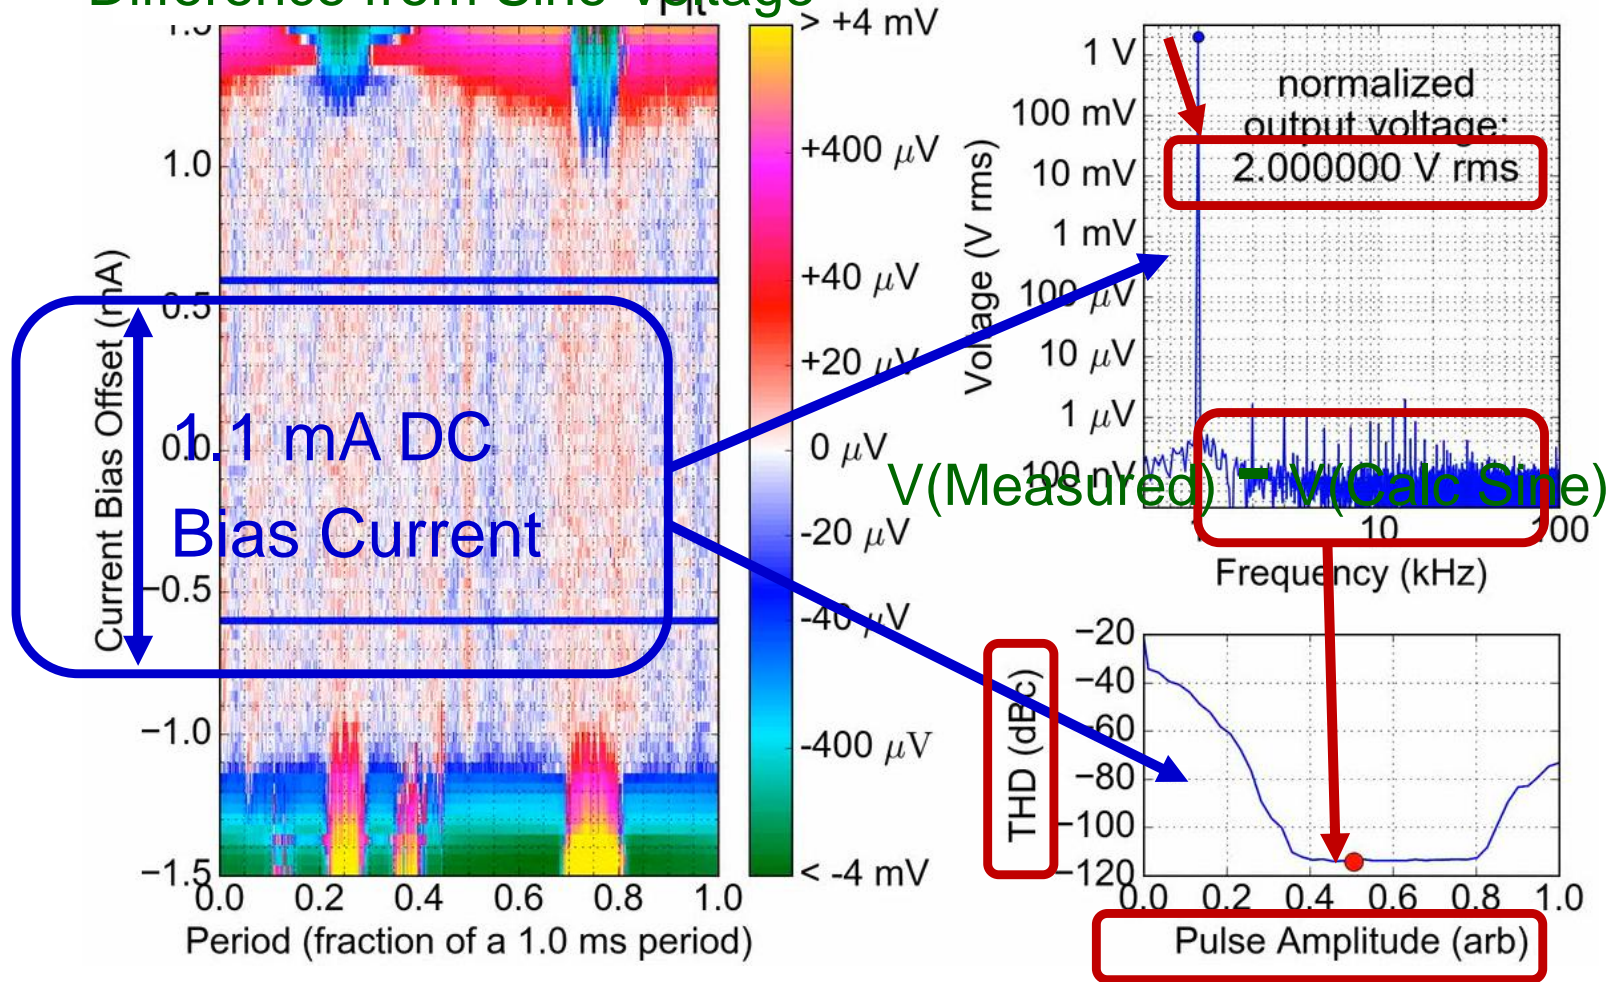 Difference from Sine Voltage
Fit
1.5
1.0
0.5
0.0
−0.5
−1.0
−1.5
Current Bias Offset (mA)
1.1 mA DC
Bias Current
0.0 0.2 0.4 0.6 0.8 1.0
Period (fraction of a 1.0 ms period)
> +4 mV
+400 µV
+40 µV
+20 µV
0 µV
-20 µV
-40 µV
-400 µV
< -4 mV
Voltage (V rms)
1 V
100 mV
10 mV
1 mV
100 µV
10 µV
1 µV
100 nV
normalized
output voltage:
2.000000 V rms
V(Measured) - V(Calc Sine)
1 10 100
Frequency (kHz)
THD (dBc)
−20
−40
−60
−80
−100
−120
0.0 0.2 0.4 0.6 0.8 1.0
Pulse Amplitude (arb)